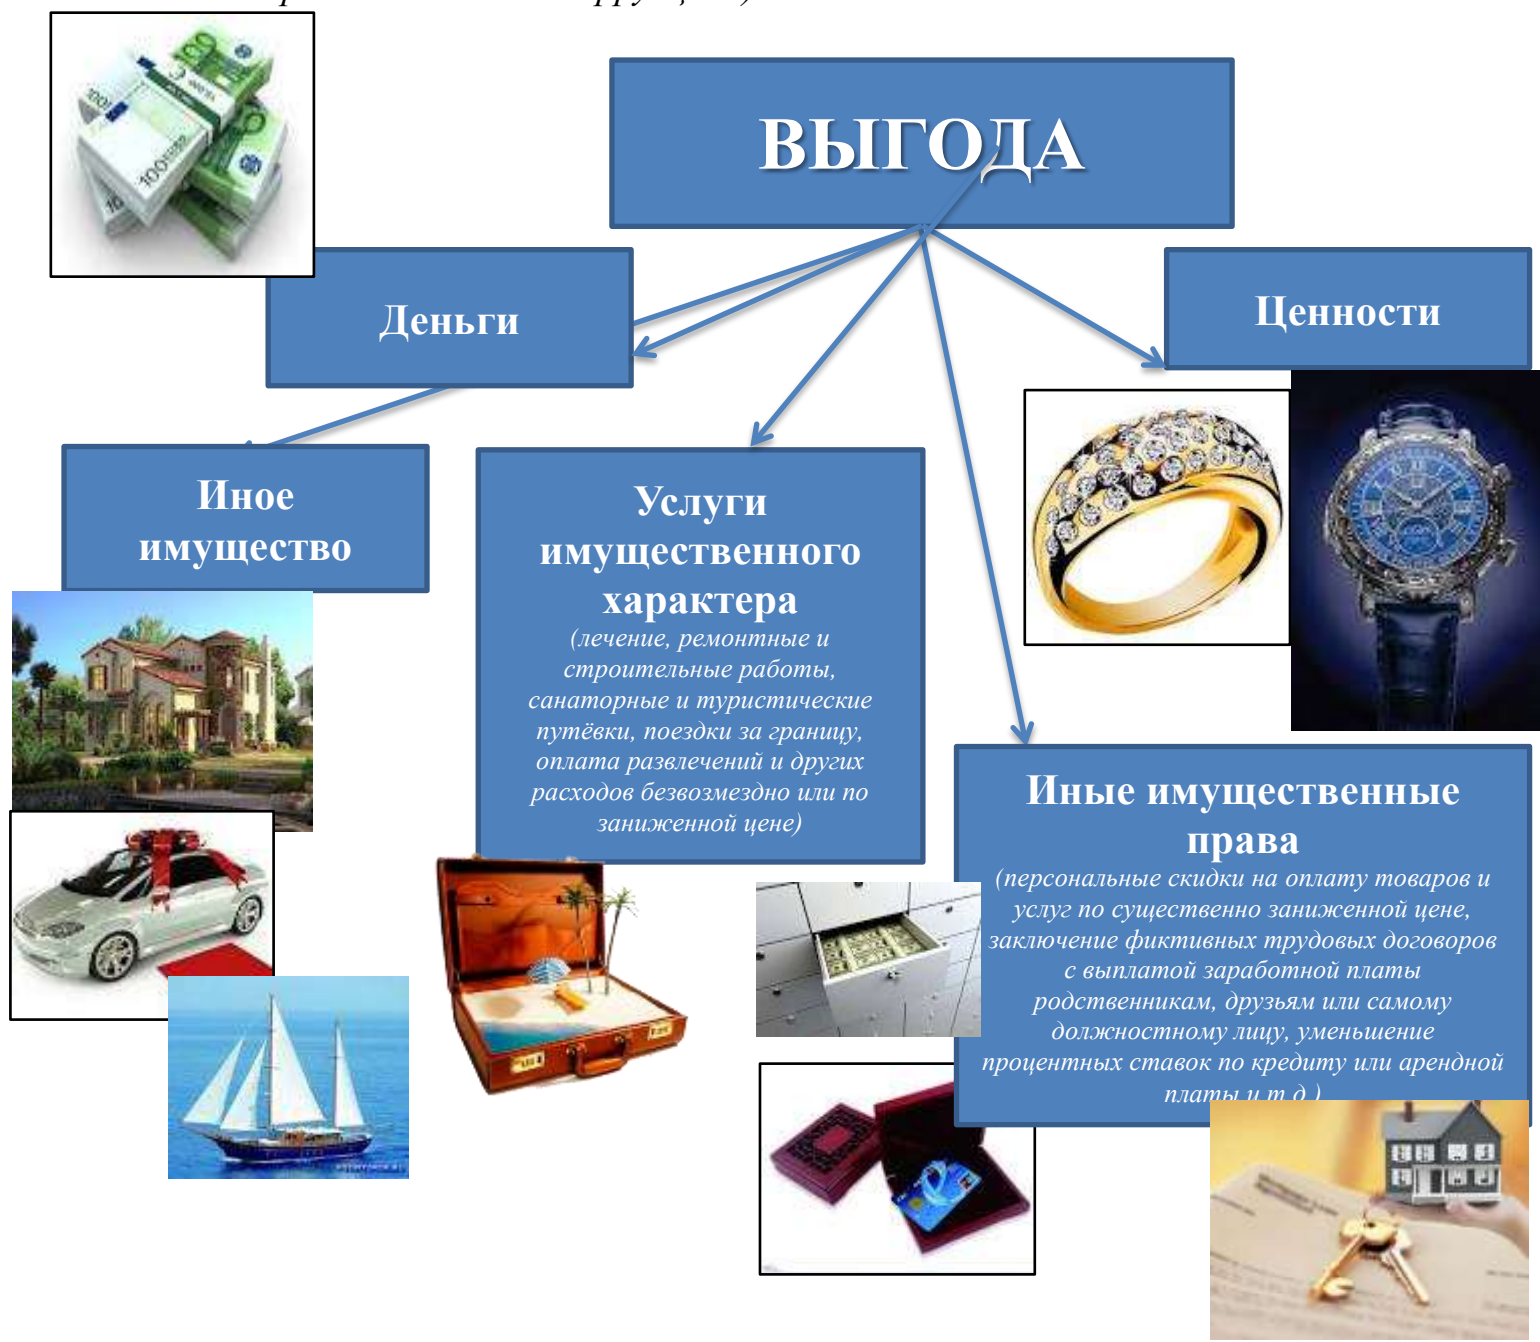 ВЫГОДА
Деньги
Ценности
Иное
имущество
Услуги
имущественного
характера
(лечение, ремонтные и
строительные работы,
санаторные и туристические
путёвки, поездки за границу,
оплата развлечений и других
расходов безвозмездно или по
заниженной цене)
Иные имущественные
права
(персональные скидки на оплату товаров и
услуг по существенно заниженной цене,
заключение фиктивных трудовых договоров
с выплатой заработной платы
родственникам, друзьям или самому
должностному лицу, уменьшение
процентных ставок по кредиту или арендной
платы и т.д.)
100
100